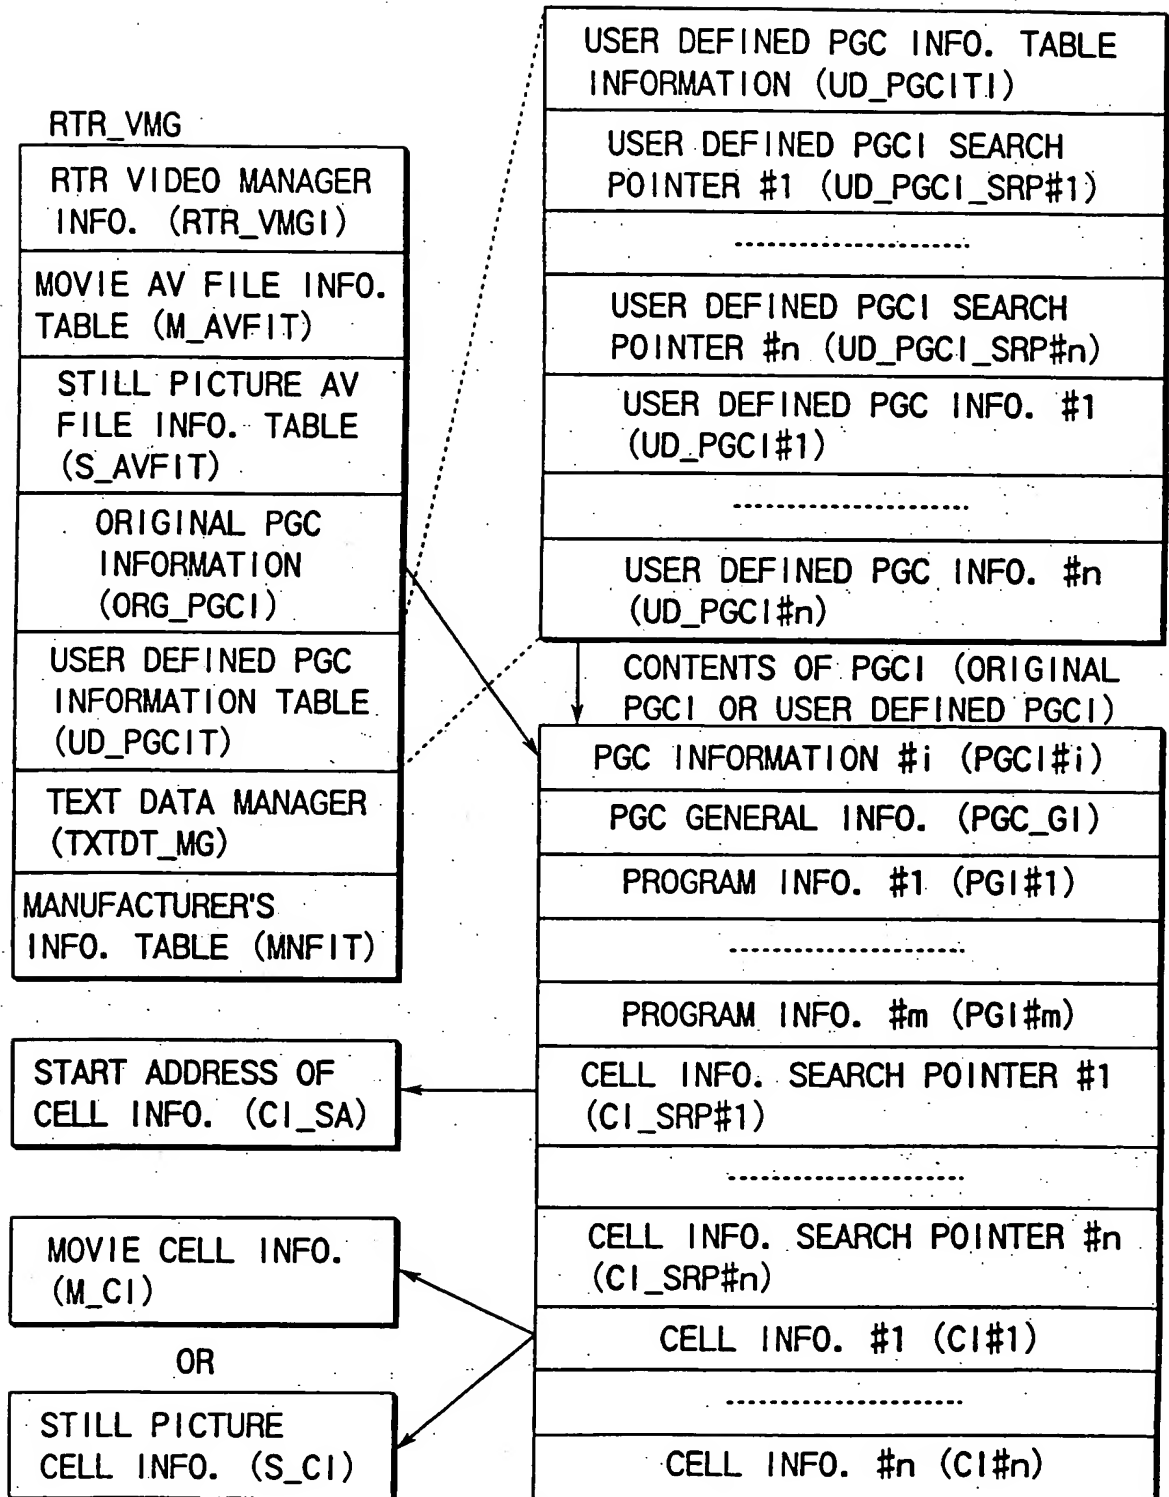 RTR_VMG
RTR VIDEO MANAGER
INFO. (RTR_VMGI)
MOVIE AV FILE INFO.
TABLE (M_AVFIT)
STILL PICTURE AV
FILE INFO. TABLE
(S_AVFIT)
ORIGINAL PGC
INFORMATION
(ORG_PGCI)
USER DEFINED PGC
INFORMATION TABLE
(UD_PGCIT)
TEXT DATA MANAGER
(TXTDT_MG)
MANUFACTURER'S
INFO. TABLE (MNFIT)
START ADDRESS OF
CELL INFO. (CI_SA)
MOVIE CELL INFO.
(M_CI)
OR
STILL PICTURE
CELL INFO. (S_CI)
USER DEFINED PGC INFO. TABLE
INFORMATION (UD_PGCITI)
USER DEFINED PGCI SEARCH
POINTER #1 (UD_PGCI_SRP#1)
USER DEFINED PGCI SEARCH
POINTER #n (UD_PGCI_SRP#n)
USER DEFINED PGC INFO. #1
(UD_PGCI#1)
USER DEFINED PGC INFO. #n
(UD_PGCI#n)
CONTENTS OF PGCI (ORIGINAL
PGCI OR USER DEFINED PGCI)
PGC INFORMATION #i (PGCI#i)
PGC GENERAL INFO. (PGC_GI)
PROGRAM INFO. #1 (PGI#1)
PROGRAM INFO. #m (PGI#m)
CELL INFO. SEARCH POINTER #1
(CI_SRP#1)
CELL INFO. SEARCH POINTER #n
(CI_SRP#n)
CELL INFO. #1 (CI#1)
CELL INFO. #n (CI#n)